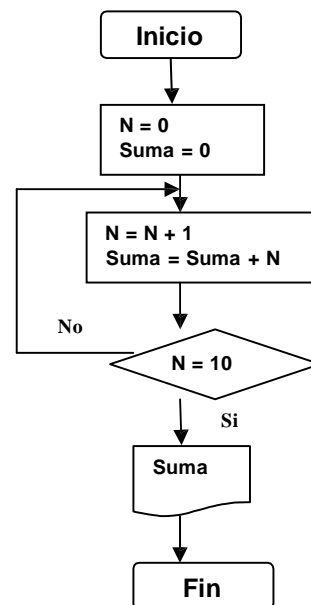 Inicio
N = 0
Suma = 0
N = N + 1
Suma = Suma + N
No
N = 10
Si
Suma
Fin